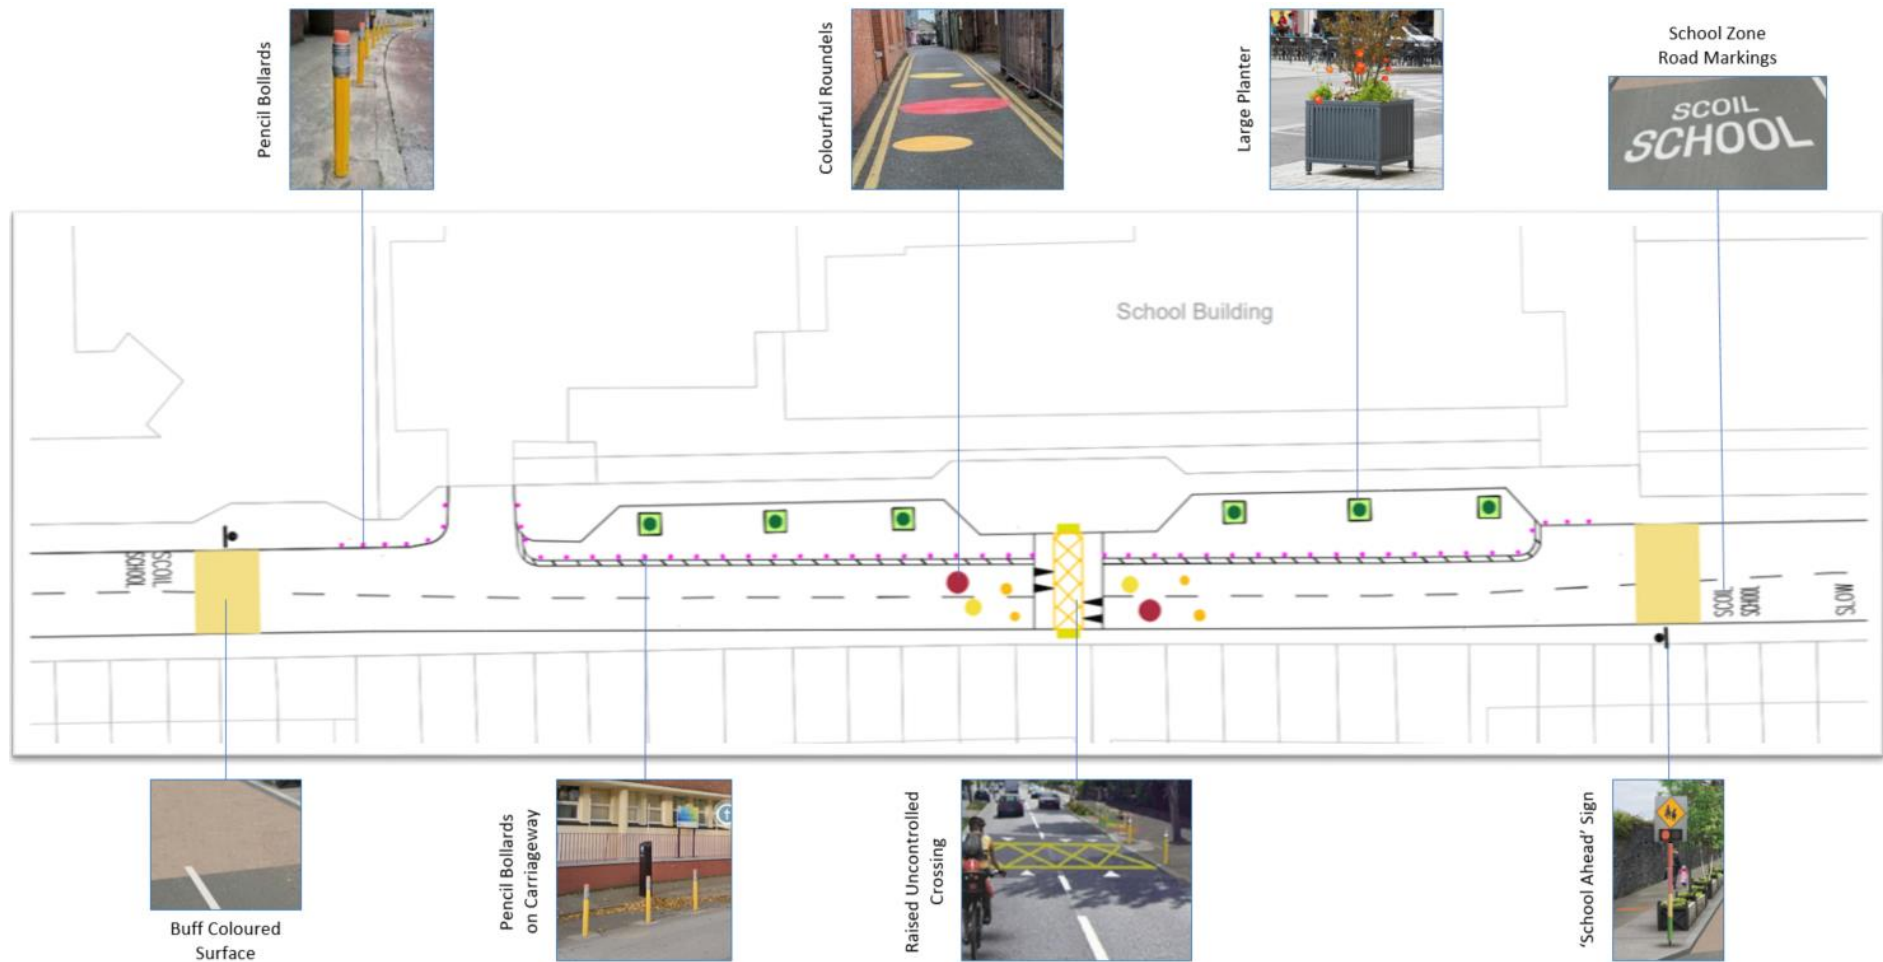 Pencil Bollards
Colourful Roundels
Large Planter
School Zone
Road Markings
SCOIL
SCHOOL
School Building
SCHOOL
SCOIL
SCOIL
SCHOOL
SLOW
Buff Coloured
Surface
Pencil Bollards
on Carriageway
Raised Uncontrolled
Crossing
'School Ahead' Sign